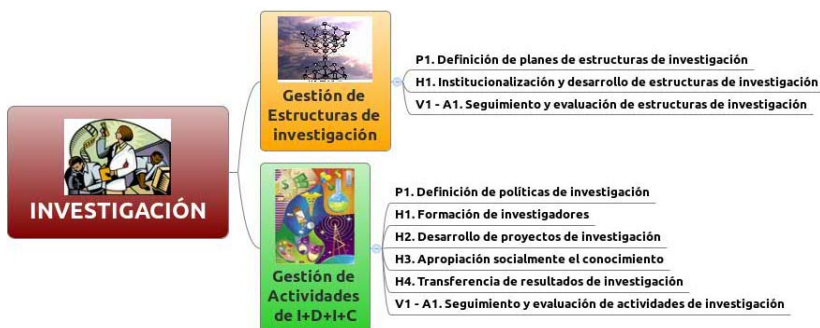 INVESTIGACIÓN
Gestión de
Estructuras de
investigación
P1. Definición de planes de estructuras de investigación
H1. Institucionalización y desarrollo de estructuras de investigación
V1 - A1. Seguimiento y evaluación de estructuras de investigación
Gestión de
Actividades
de I+D+I+C
P1. Definición de políticas de investigación
H1. Formación de investigadores
H2. Desarrollo de proyectos de investigación
H3. Apropiación socialmente el conocimiento
H4. Transferencia de resultados de investigación
V1 - A1. Seguimiento y evaluación de actividades de investigación